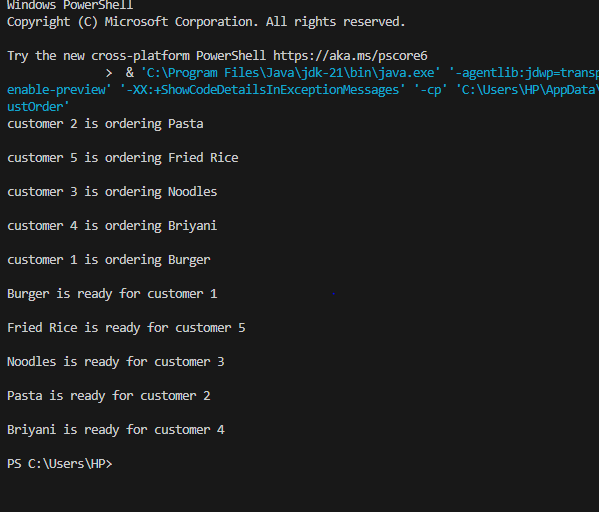 Windows PowerShell
Copyright (C) Microsoft Corporation. All rights reserved.
Try the new cross-platform PowerShell https://aka.ms/pscore6
> & 'C:\Program Files\Java\jdk-21\bin\java.exe' '-agentlib:jdwp=transp
enable-preview' '-XX:+ShowCodeDetailsInExceptionMessages' '-cp' 'C:\Users\HP\AppData\
ustOrder'
customer 2 is ordering Pasta
customer 5 is ordering Fried Rice
customer 3 is ordering Noodles
customer 4 is ordering Briyani
customer 1 is ordering Burger
Burger is ready for customer 1
Fried Rice is ready for customer 5
Noodles is ready for customer 3
Pasta is ready for customer 2
Briyani is ready for customer 4
PS C:\Users\HP>